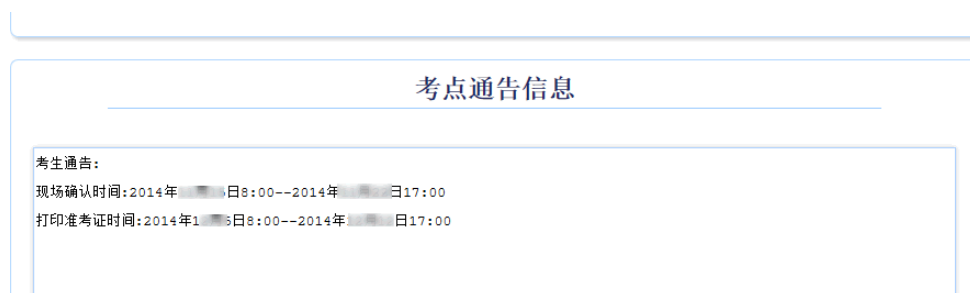 考点通告信息
考生通告:
现场确认时间:2014年 日8:00--2014年 日17:00
打印准考证时间:2014年1 5日8:00--2014年 日17:00